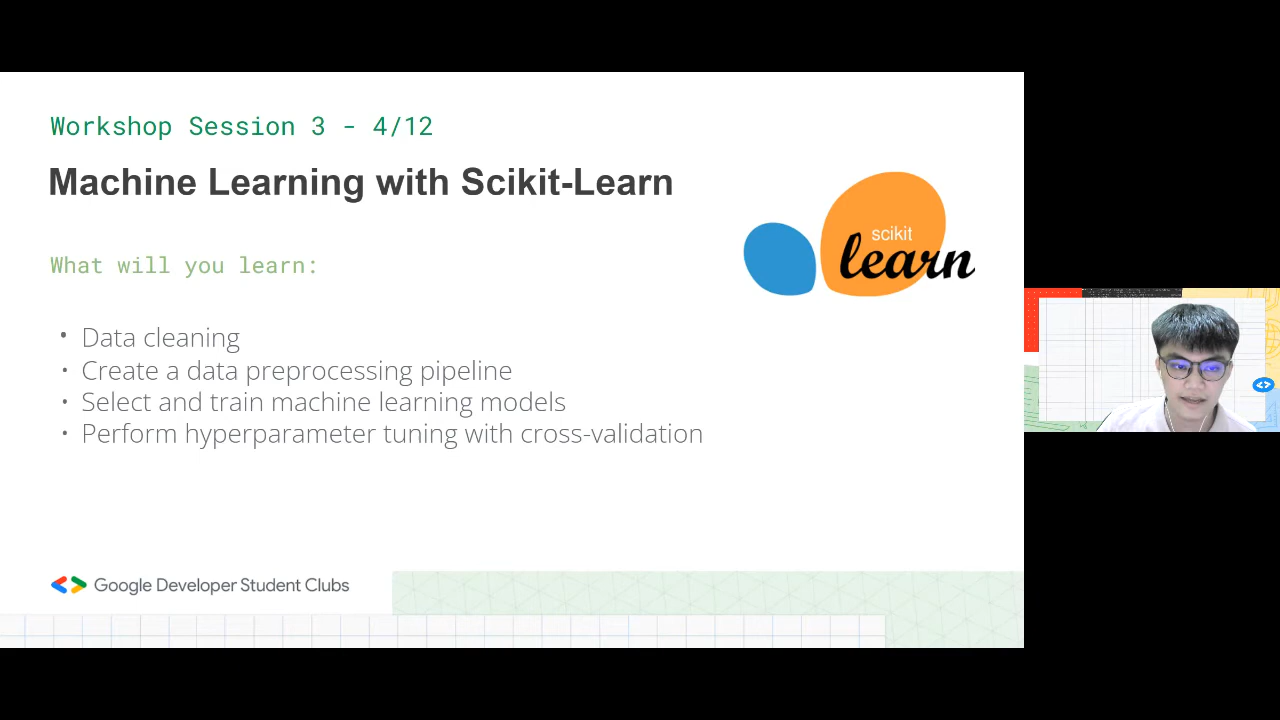 Workshop Session 3 - 4/12
Machine Learning with Scikit-Learn
scikit
learn
What will you learn:
• Data cleaning
• Create a data preprocessing pipeline
• Select and train machine learning models
• Perform hyperparameter tuning with cross-validation
Google Developer Student Clubs